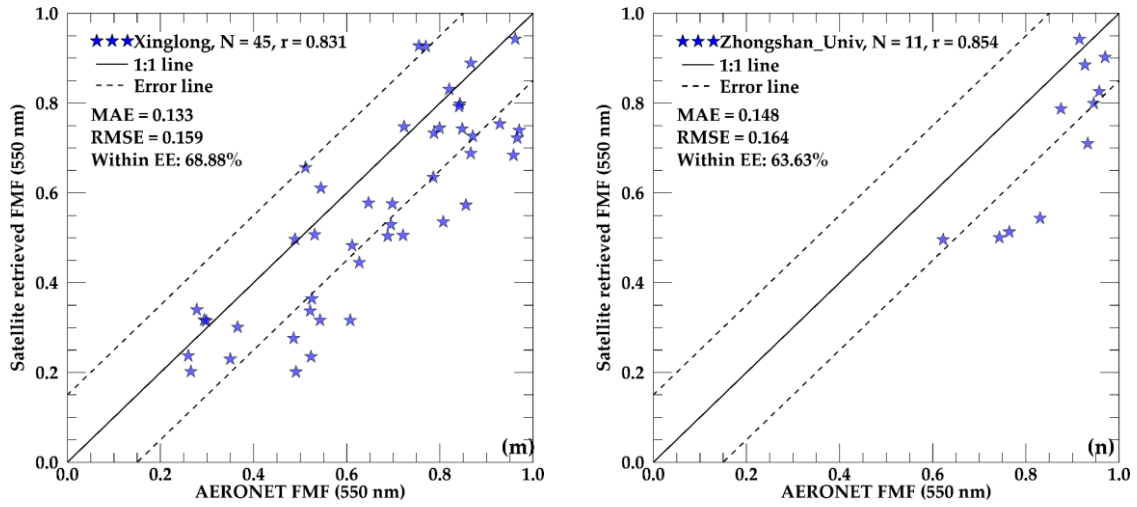 Xinglong, N = 45, r = 0.831
1:1 line
Error line
MAE = 0.133
RMSE = 0.159
Within EE: 68.88%
Satellite retrieved FMF (550 nm)
1.0
0.8
0.6
0.4
0.2
0.0
(m)
0.0 0.2 0.4 0.6 0.8 1.0
AERONET FMF (550 nm)
Zhongshan_Univ, N = 11, r = 0.854
1:1 line
Error line
MAE = 0.148
RMSE = 0.164
Within EE: 63.63%
Satellite retrieved FMF (550 nm)
1.0
0.8
0.6
0.4
0.2
0.0
(n)
0.0 0.2 0.4 0.6 0.8 1.0
AERONET FMF (550 nm)